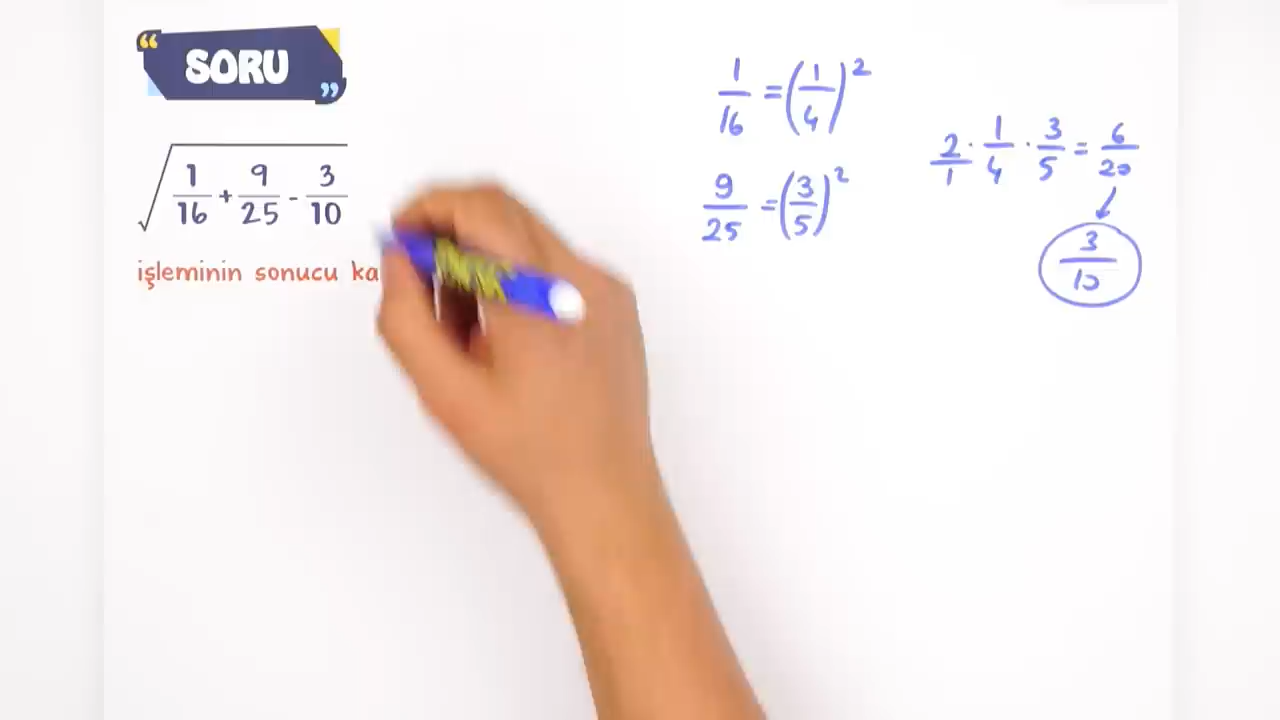 “ SORU ”
√(1/16 + 9/25 - 3/10)
işleminin sonucu
1/16 = (1/4)²
9/25 = (3/5)²
2/1 · 1/4 · 3/5 = 6/20
3/10